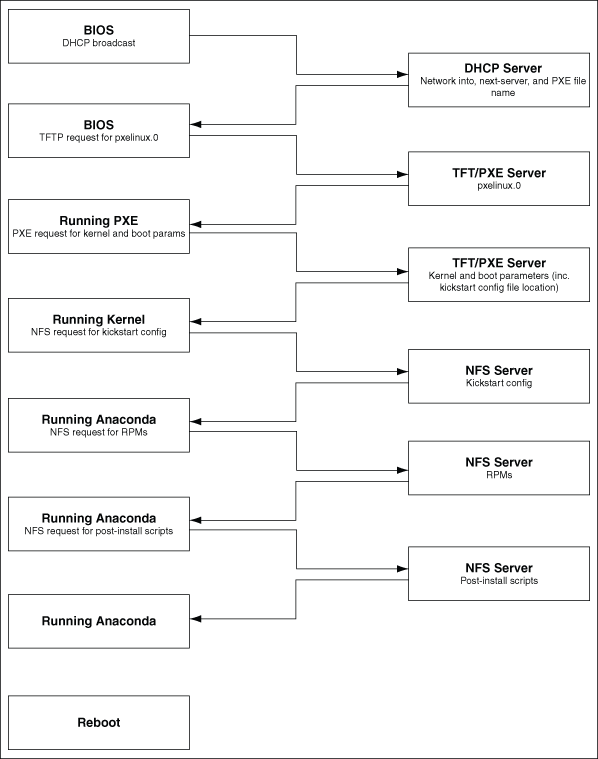 BIOS
DHCP broadcast
DHCP Server
Network into, next-server, and PXE file
name
BIOS
TFTP request for pxelinux.0
TFT/PXE Server
pxelinux.0
Running PXE
PXE request for kernel and boot params
TFT/PXE Server
Kernel and boot parameters (inc.
kickstart config file location)
Running Kernel
NFS request for kickstart config
NFS Server
Kickstart config
Running Anaconda
NFS request for RPMs
NFS Server
RPMs
Running Anaconda
NFS request for post-install scripts
NFS Server
Post-install scripts
Running Anaconda
Reboot